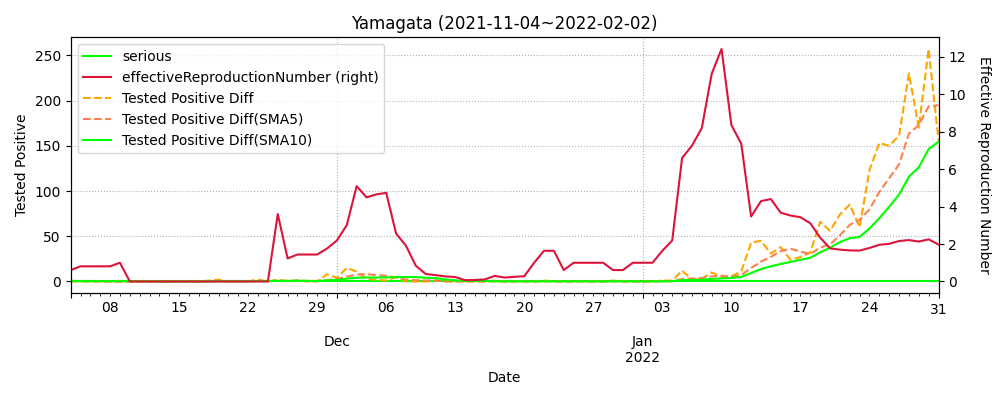 Yamagata (2021-11-04~2022-02-02)
serious
effectiveReproductionNumber (right)
Tested Positive Diff
Tested Positive Diff(SMA5)
Tested Positive Diff(SMA10)
Tested Positive
250
200
150
100
50
0
Effective Reproduction Number
12
10
8
6
4
2
0
08 15 22 29 06 13 20 27 03 10 17 24 31
Dec Jan
2022
Date